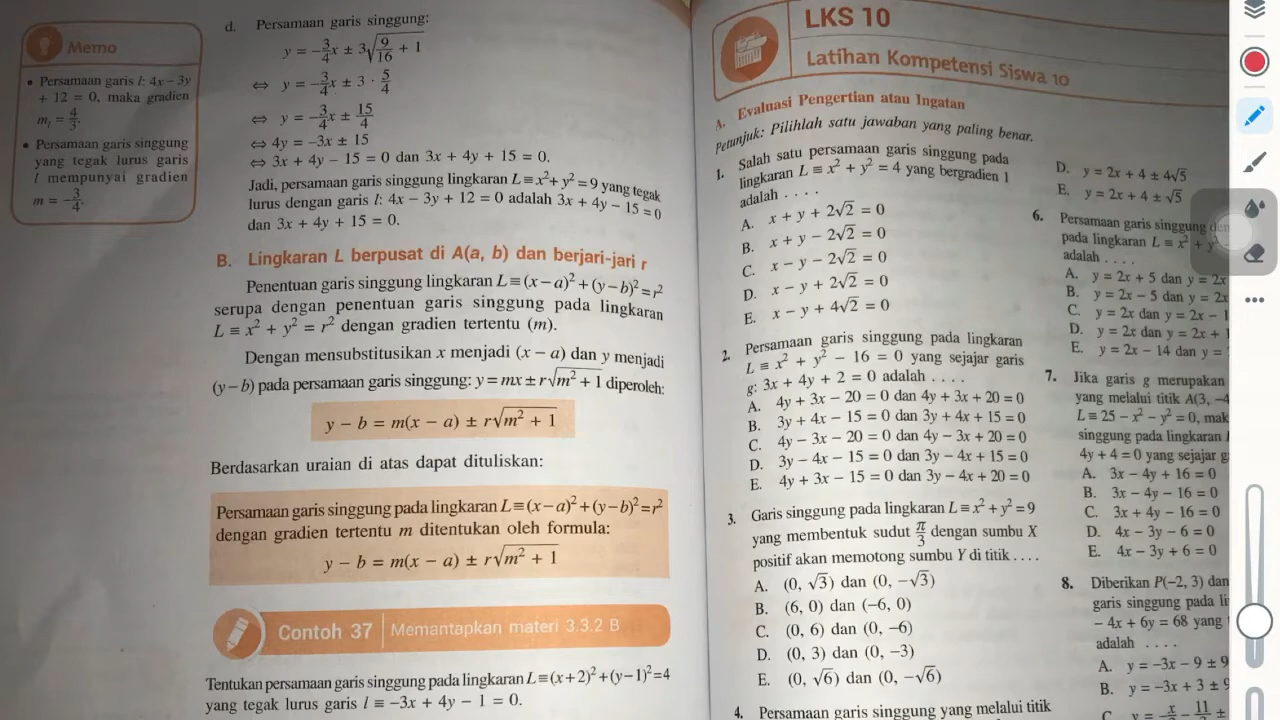 Memo
• Persamaan garis l: 4x – 3y
+ 12 = 0, maka gradien
m_l = 4/3.
• Persamaan garis singgung
yang tegak lurus garis
l mempunyai gradien
m = –3/4.
d. Persamaan garis singgung:
y = –3/4x ± 3√(9/16 + 1)
⇔ y = –3/4x ± 3 · 5/4
⇔ y = –3/4x ± 15/4
⇔ 4y = –3x ± 15
⇔ 3x + 4y – 15 = 0 dan 3x + 4y + 15 = 0.
Jadi, persamaan garis singgung lingkaran L ≡ x² + y² = 9 yang tegak
lurus dengan garis l: 4x – 3y + 12 = 0 adalah 3x + 4y – 15 = 0
dan 3x + 4y + 15 = 0.
B. Lingkaran L berpusat di A(a, b) dan berjari-jari r
Penentuan garis singgung lingkaran L ≡ (x – a)² + (y – b)² = r²
serupa dengan penentuan garis singgung pada lingkaran
L ≡ x² + y² = r² dengan gradien tertentu (m).
Dengan mensubstitusikan x menjadi (x – a) dan y menjadi
(y – b) pada persamaan garis singgung: y = mx ± r√(m² + 1) diperoleh:
y – b = m(x – a) ± r√(m² + 1)
Berdasarkan uraian di atas dapat dituliskan:
Persamaan garis singgung pada lingkaran L ≡ (x – a)² + (y – b)² = r²
dengan gradien tertentu m ditentukan oleh formula:
y – b = m(x – a) ± r√(m² + 1)
Contoh 37 | Memantapkan materi 3.3.2 B
Tentukan persamaan garis singgung pada lingkaran L ≡ (x + 2)² + (y – 1)² = 4
yang tegak lurus garis l ≡ –3x + 4y – 1 = 0.
LKS 10
Latihan Kompetensi Siswa 10
A. Evaluasi Pengertian atau Ingatan
Petunjuk: Pilihlah satu jawaban yang paling benar.
1. Salah satu persamaan garis singgung pada
lingkaran L ≡ x² + y² = 4 yang bergradien 1
adalah . . . .
A. x + y + 2√2 = 0
B. x + y – 2√2 = 0
C. x – y – 2√2 = 0
D. x – y + 2√2 = 0
E. x – y + 4√2 = 0
2. Persamaan garis singgung pada lingkaran
L ≡ x² + y² – 16 = 0 yang sejajar garis
g: 3x + 4y + 2 = 0 adalah . . . .
A. 4y + 3x – 20 = 0 dan 4y + 3x + 20 = 0
B. 3y + 4x – 15 = 0 dan 3y + 4x + 15 = 0
C. 4y – 3x – 20 = 0 dan 4y – 3x + 20 = 0
D. 3y – 4x – 15 = 0 dan 3y – 4x + 15 = 0
E. 4y + 3x – 15 = 0 dan 3y – 4x + 20 = 0
3. Garis singgung pada lingkaran L ≡ x² + y² = 9
yang membentuk sudut π/3 dengan sumbu X
positif akan memotong sumbu Y di titik . . . .
A. (0, √3) dan (0, –√3)
B. (6, 0) dan (–6, 0)
C. (0, 6) dan (0, –6)
D. (0, 3) dan (0, –3)
E. (0, √6) dan (0, –√6)
4. Persamaan garis singgung yang melalui titik
D. y = 2x + 4 ± 4√5
E. y = 2x + 4 ± √5
6. Persamaan garis singgung
pada lingkaran L ≡ x² + y²
adalah . . . .
A. y = 2x + 5 dan y = 2x
B. y = 2x – 5 dan y = 2x
C. y = 2x dan y = 2x – 1
D. y = 2x dan y = 2x + 1
E. y = 2x – 14 dan y =
7. Jika garis g merupakan
yang melalui titik A(3, –4
L ≡ 25 – x² – y² = 0, mak
singgung pada lingkaran
4y + 4 = 0 yang sejajar g
A. 3x – 4y + 16 = 0
B. 3x – 4y – 16 = 0
C. 3x + 4y – 16 = 0
D. 4x – 3y – 6 = 0
E. 4x – 3y + 6 = 0
8. Diberikan P(–2, 3) dan
garis singgung pada li
– 4x + 6y = 68 yang
adalah . . . .
A. y = –3x – 9 ± 9
B. y = –3x + 3 ± 9